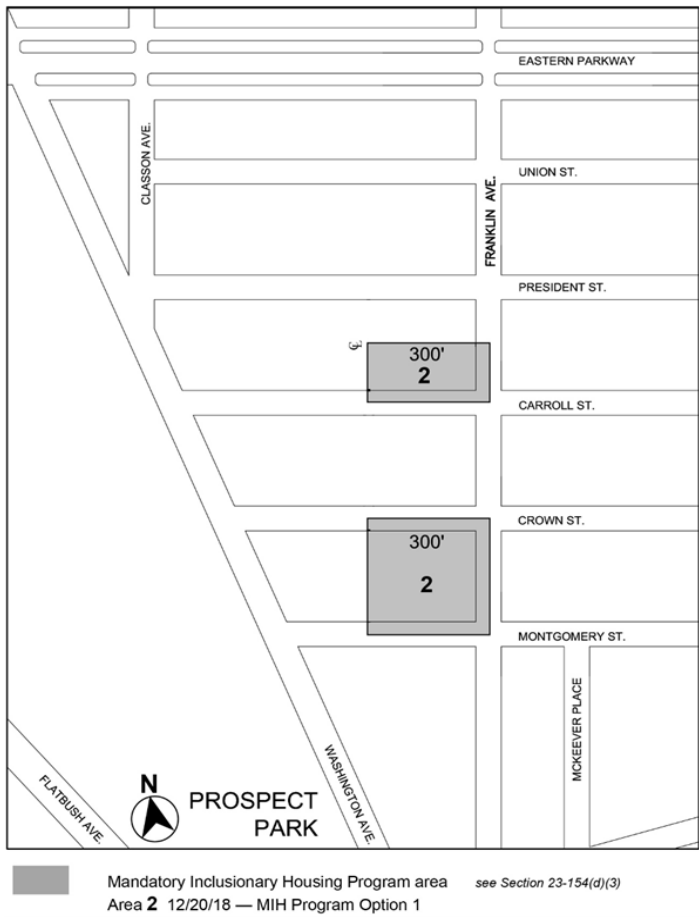 EASTERN PARKWAY
CLASSON AVE.
UNION ST.
FRANKLIN AVE.
PRESIDENT ST.
℄
300'
2
CARROLL ST.
CROWN ST.
300'
2
MONTGOMERY ST.
MCKEEVER PLACE
WASHINGTON AVE.
FLATBUSH AVE.
N
PROSPECT
PARK
Mandatory Inclusionary Housing Program area see Section 23-154(d)(3)
Area 2 12/20/18 — MIH Program Option 1